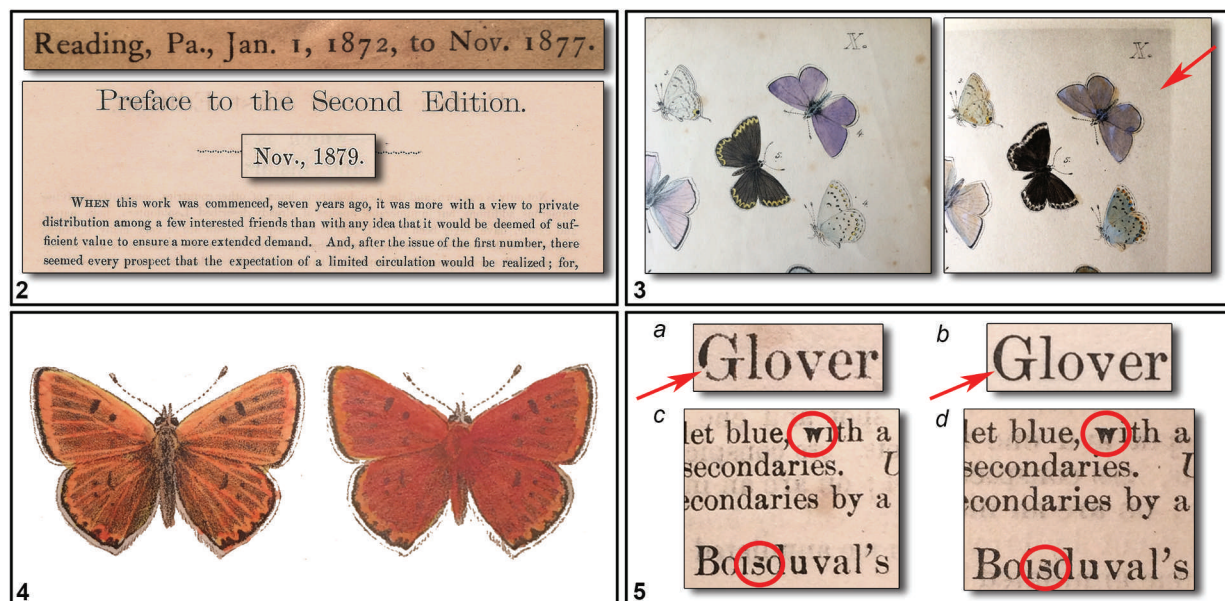 Reading, Pa., Jan. 1, 1872, to Nov. 1877.
Preface to the Second Edition.
Nov., 1879.
WHEN this work was commenced, seven years ago, it was more with a view to private
distribution among a few interested friends than with any idea that it would be deemed of suf-
ficient value to ensure a more extended demand. And, after the issue of the first number, there
seemed every prospect that the expectation of a limited circulation would be realized; for,
2
X.
4.
5.
X.
5.
3
4
a
Glover
b
Glover
c
let blue, with a
secondaries. U
econdaries by a
Boisduval's
d
let blue, with a
secondaries. U
econdaries by a
Boisduval's
5